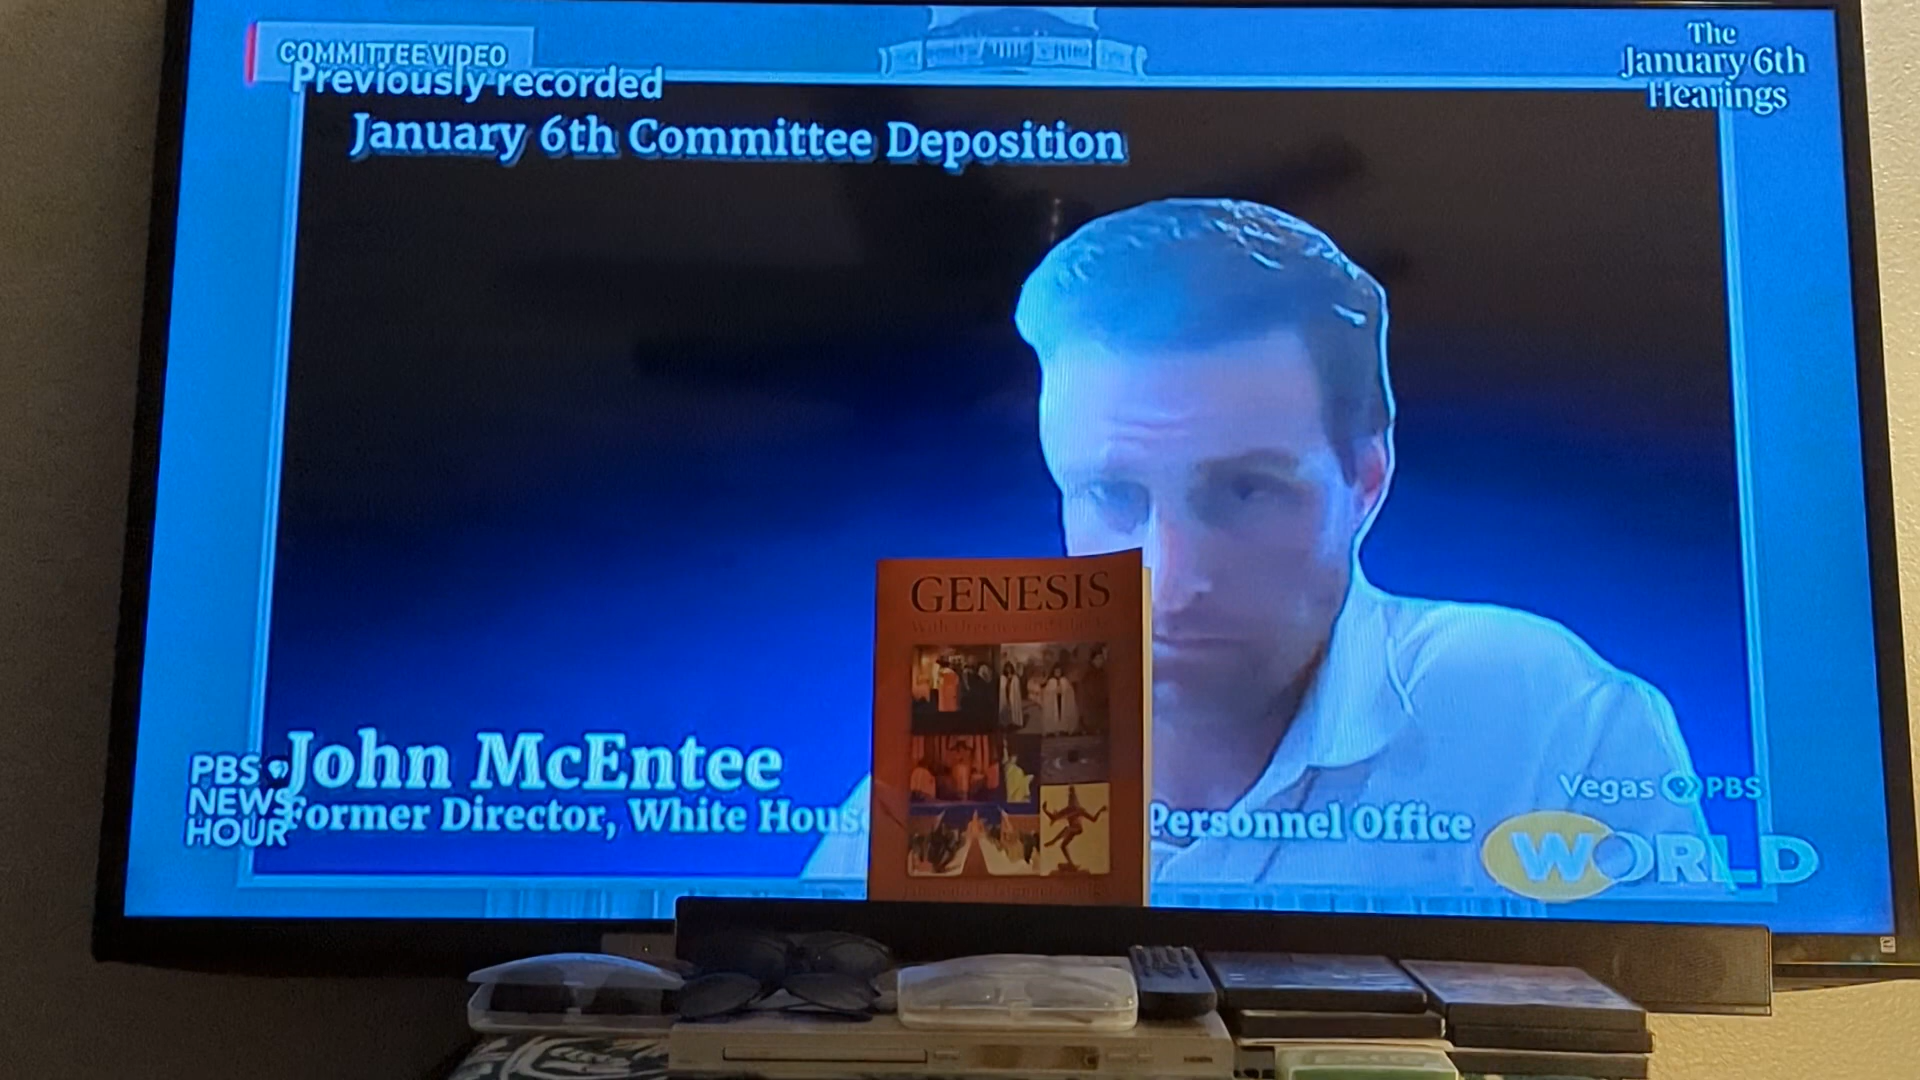 COMMITTEE VIDEO
Previously recorded
The
January 6th
Hearings
January 6th Committee Deposition
GENESIS
John McEntee
Former Director, White House Personnel Office
PBS
NEWS
HOUR
Vegas PBS
WORLD